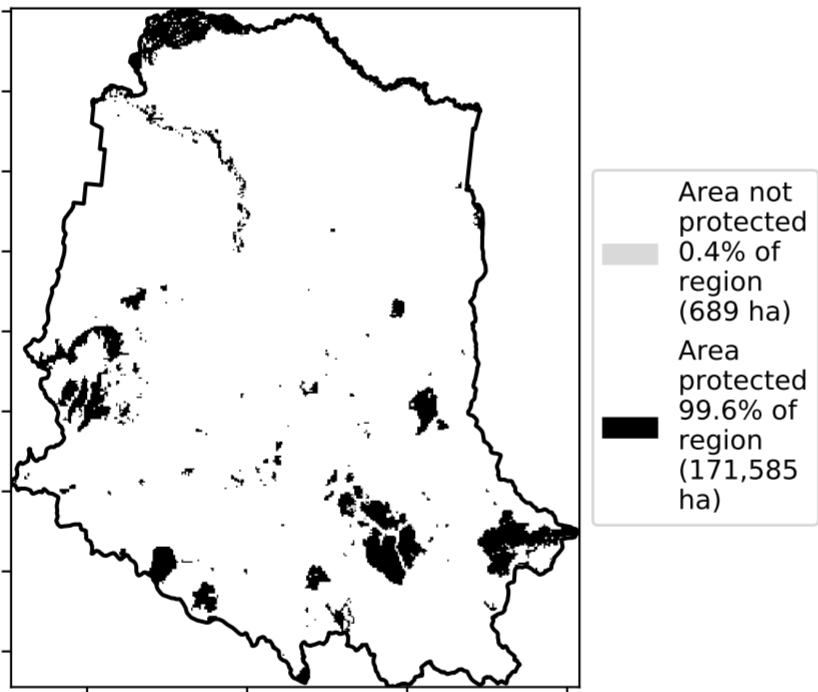 Area not
protected
0.4% of
region
(689 ha)
Area
protected
99.6% of
region
(171,585
ha)